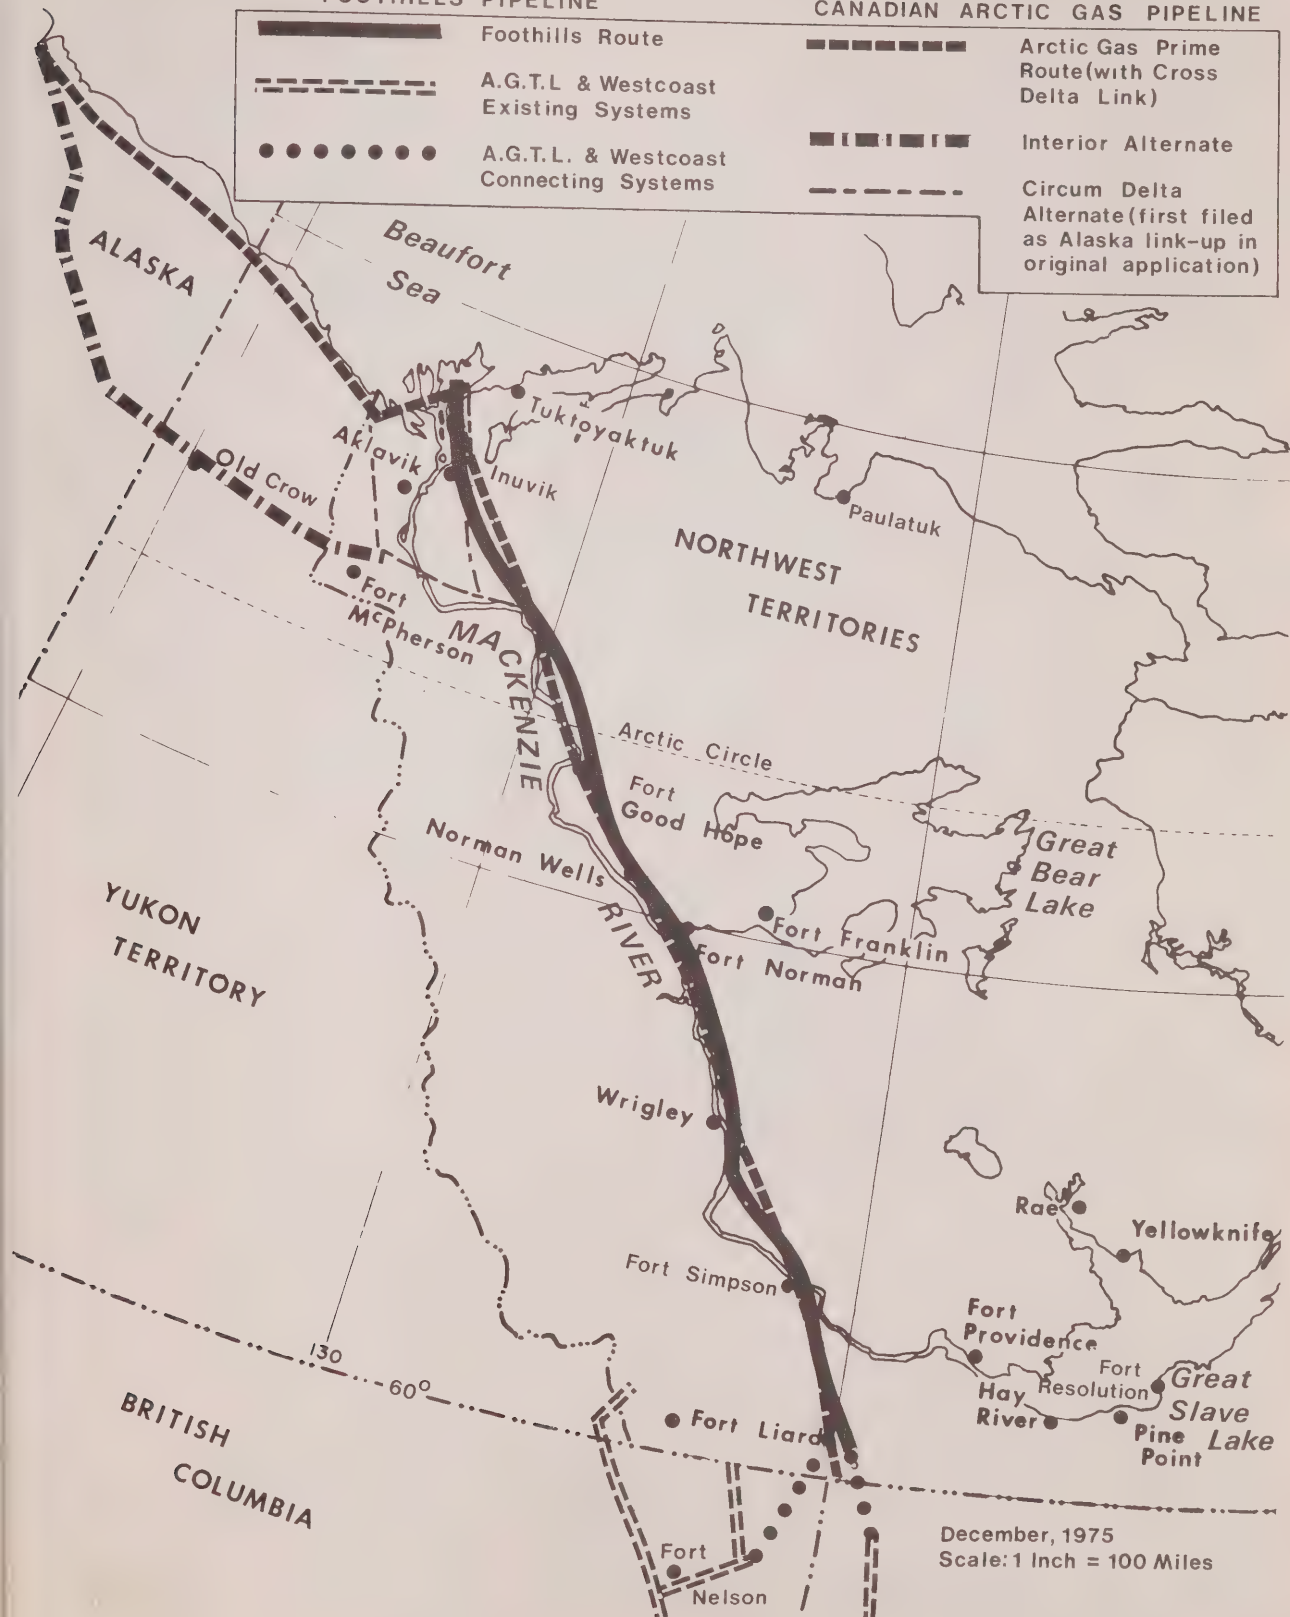 FOOTHILLS PIPELINE
Foothills Route
A.G.T.L & Westcoast
Existing Systems
A.G.T.L. & Westcoast
Connecting Systems
CANADIAN ARCTIC GAS PIPELINE
Arctic Gas Prime
Route(with Cross
Delta Link)
Interior Alternate
Circum Delta
Alternate(first filed
as Alaska link-up in
original application)
Beaufort
Sea
ALASKA
Tuktoyaktuk
Aklavik
Inuvik
Old Crow
Paulatuk
NORTHWEST
TERRITORIES
Fort
McPherson
MACKENZIE
RIVER
Arctic Circle
Fort
Good Hope
Great
Bear
Lake
Norman Wells
Fort Franklin
Fort Norman
YUKON
TERRITORY
Wrigley
Rae
Yellowknife
Fort Simpson
Fort
Providence
Fort
Resolution
Great
Slave
Lake
Hay
River
Pine
Point
130
60°
Fort Liard
BRITISH
COLUMBIA
Fort
Nelson
December, 1975
Scale: 1 Inch = 100 Miles